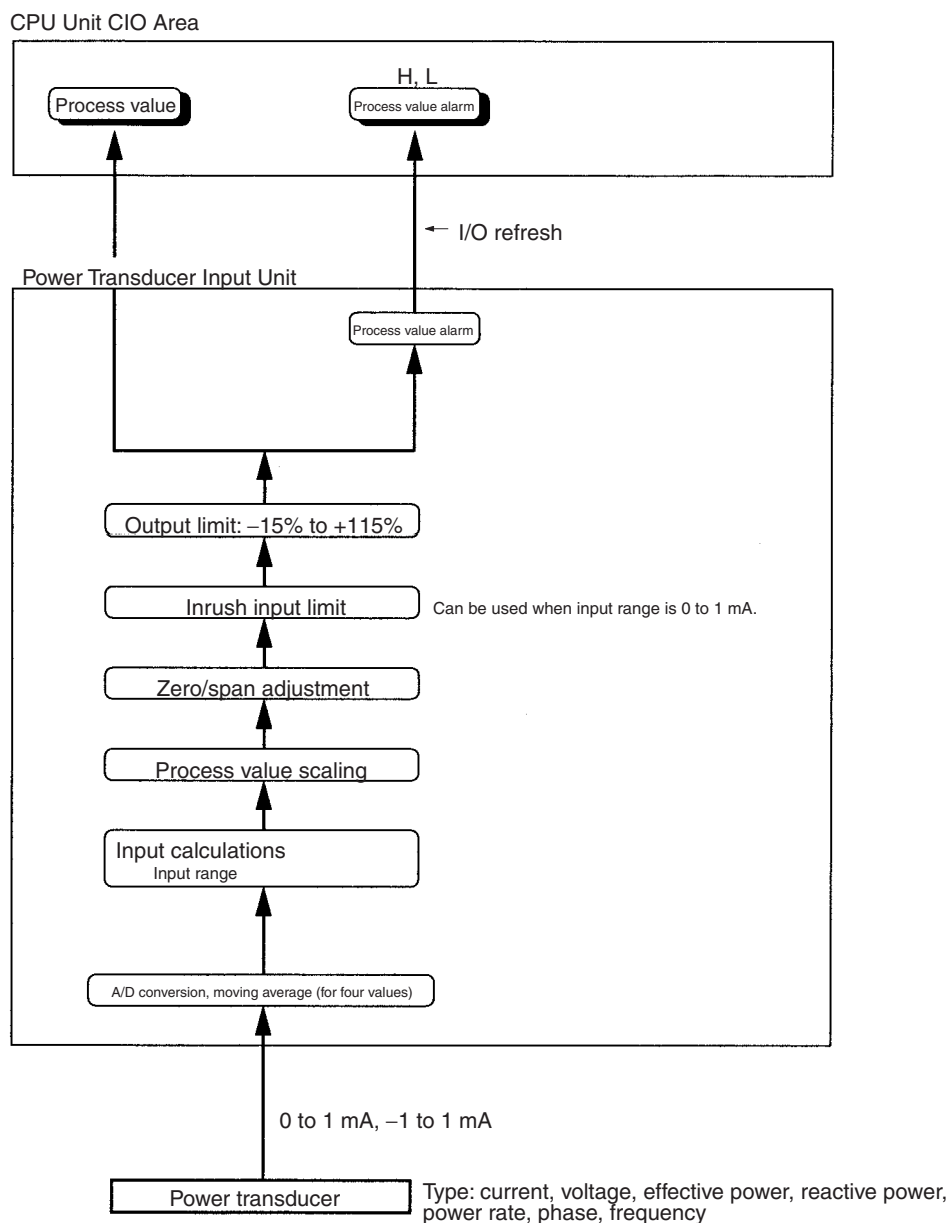 CPU Unit CIO Area
H, L
Process value
Process value alarm
I/O refresh
Power Transducer Input Unit
Process value alarm
Output limit: –15% to +115%
Inrush input limit
Can be used when input range is 0 to 1 mA.
Zero/span adjustment
Process value scaling
Input calculations
Input range
A/D conversion, moving average (for four values)
0 to 1 mA, –1 to 1 mA
Power transducer
Type: current, voltage, effective power, reactive power,
power rate, phase, frequency